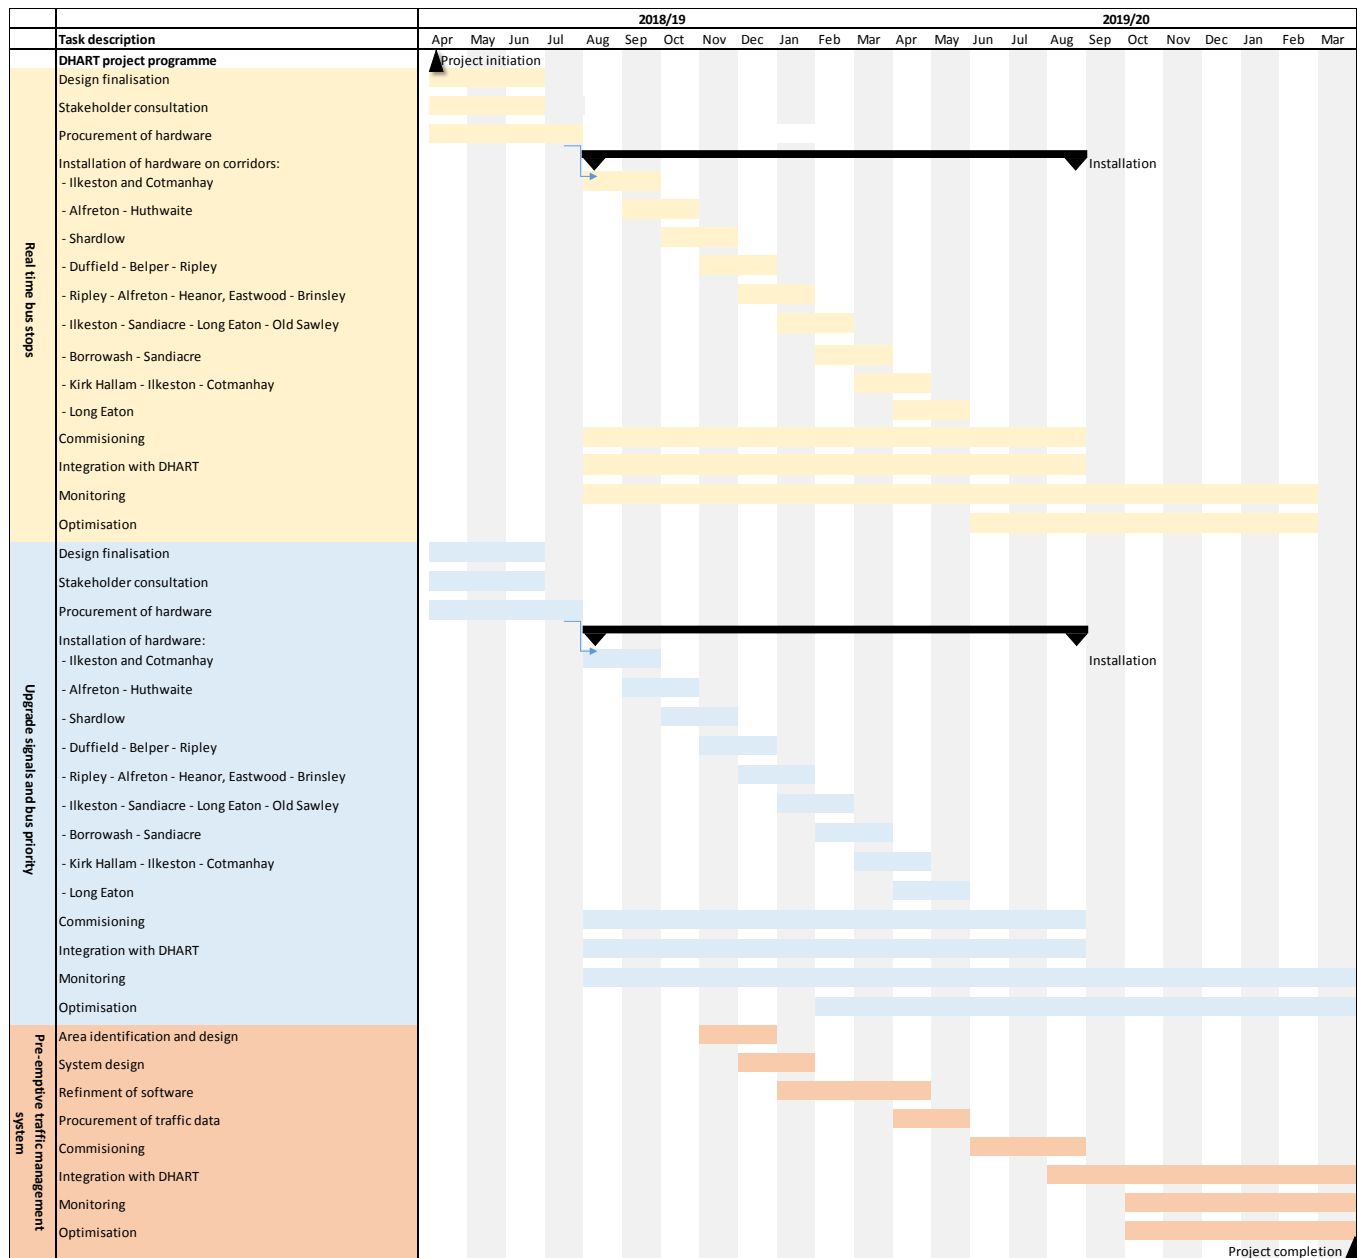 2018/19 2019/20
Task description Apr May Jun Jul Aug Sep Oct Nov Dec Jan Feb Mar Apr May Jun Jul Aug Sep Oct Nov Dec Jan Feb Mar
DHART project programme Project initiation
Real time bus stops
Design finalisation
Stakeholder consultation
Procurement of hardware
Installation of hardware on corridors: Installation
- Ilkeston and Cotmanhay
- Alfreton - Huthwaite
- Shardlow
- Duffield - Belper - Ripley
- Ripley - Alfreton - Heanor, Eastwood - Brinsley
- Ilkeston - Sandiacre - Long Eaton - Old Sawley
- Borrowash - Sandiacre
- Kirk Hallam - Ilkeston - Cotmanhay
- Long Eaton
Commisioning
Integration with DHART
Monitoring
Optimisation
Upgrade signals and bus priority
Design finalisation
Stakeholder consultation
Procurement of hardware
Installation of hardware:
- Ilkeston and Cotmanhay Installation
- Alfreton - Huthwaite
- Shardlow
- Duffield - Belper - Ripley
- Ripley - Alfreton - Heanor, Eastwood - Brinsley
- Ilkeston - Sandiacre - Long Eaton - Old Sawley
- Borrowash - Sandiacre
- Kirk Hallam - Ilkeston - Cotmanhay
- Long Eaton
Commisioning
Integration with DHART
Monitoring
Optimisation
Pre-emptive traffic management
system
Area identification and design
System design
Refinment of software
Procurement of traffic data
Commisioning
Integration with DHART
Monitoring
Optimisation
Project completion